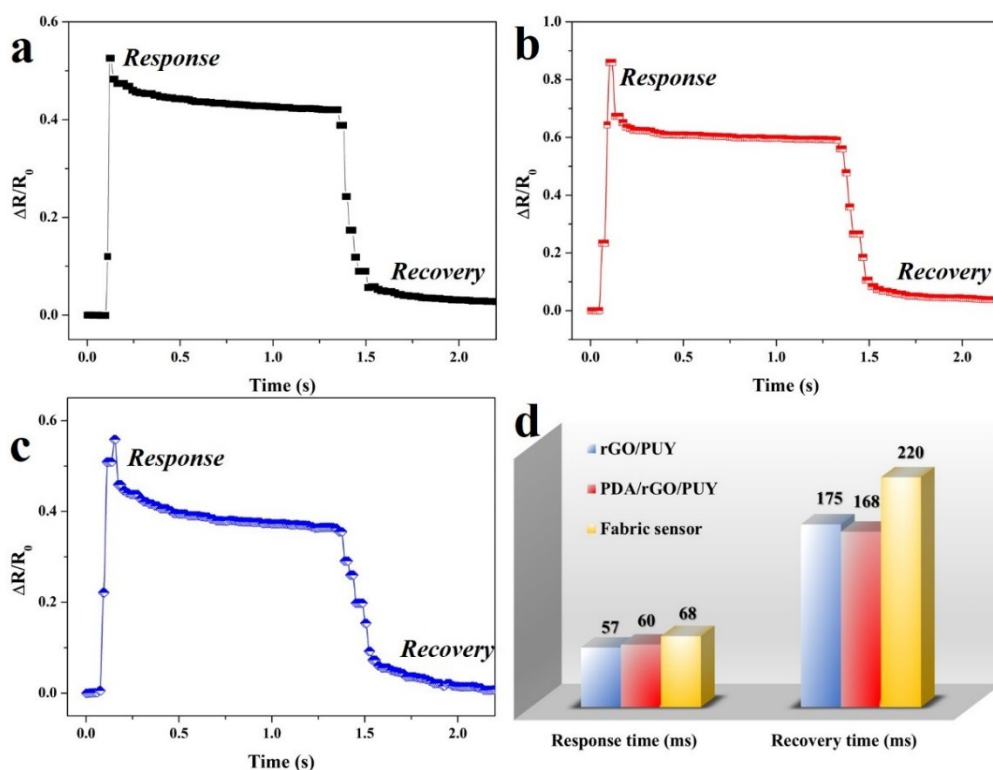 a
Response
Recovery
ΔR/R₀
0.6
0.4
0.2
0.0
0.0 0.5 1.0 1.5 2.0
Time (s)
b
Response
Recovery
ΔR/R₀
1.0
0.8
0.6
0.4
0.2
0.0
0.0 0.5 1.0 1.5 2.0
Time (s)
c
Response
Recovery
ΔR/R₀
0.6
0.4
0.2
0.0
0.0 0.5 1.0 1.5 2.0
Time (s)
d
rGO/PUY
PDA/rGO/PUY
Fabric sensor
57 60 68
175 168 220
Response time (ms) Recovery time (ms)